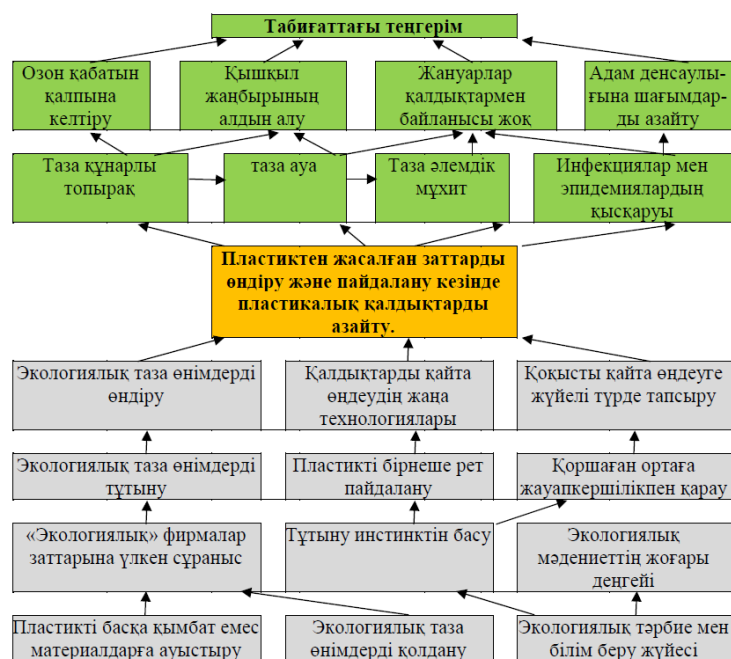 Табиғаттағы теңгерім
Озон қабатын
қалпына
келтіру
Қышқыл
жаңбырының
алдын алу
Жануарлар
қалдықтармен
байланысы жоқ
Адам денсаулы-
ғына шағымдар-
ды азайту
Таза құнарлы
топырақ
таза ауа
Таза әлемдік
мұхит
Инфекциялар мен
эпидемиялардың
қысқаруы
Пластиктен жасалған заттарды
өндіру және пайдалану кезінде
пластикалық қалдықтарды
азайту.
Экологиялық таза өнімдерді
өндіру
Қалдықтарды қайта
өңдеудің жаңа
технологиялары
Қоқысты қайта өңдеуге
жүйелі түрде тапсыру
Экологиялық таза өнімдерді
тұтыну
Пластикті бірнеше рет
пайдалану
Қоршаған ортаға
жауапкершілікпен қарау
«Экологиялық» фирмалар
заттарына үлкен сұраныс
Тұтыну инстинктін басу
Экологиялық
мәдениеттің жоғары
деңгейі
Пластикті басқа қымбат емес
материалдарға ауыстыру
Экологиялық таза
өнімдерді қолдану
Экологиялық тәрбие мен
білім беру жүйесі